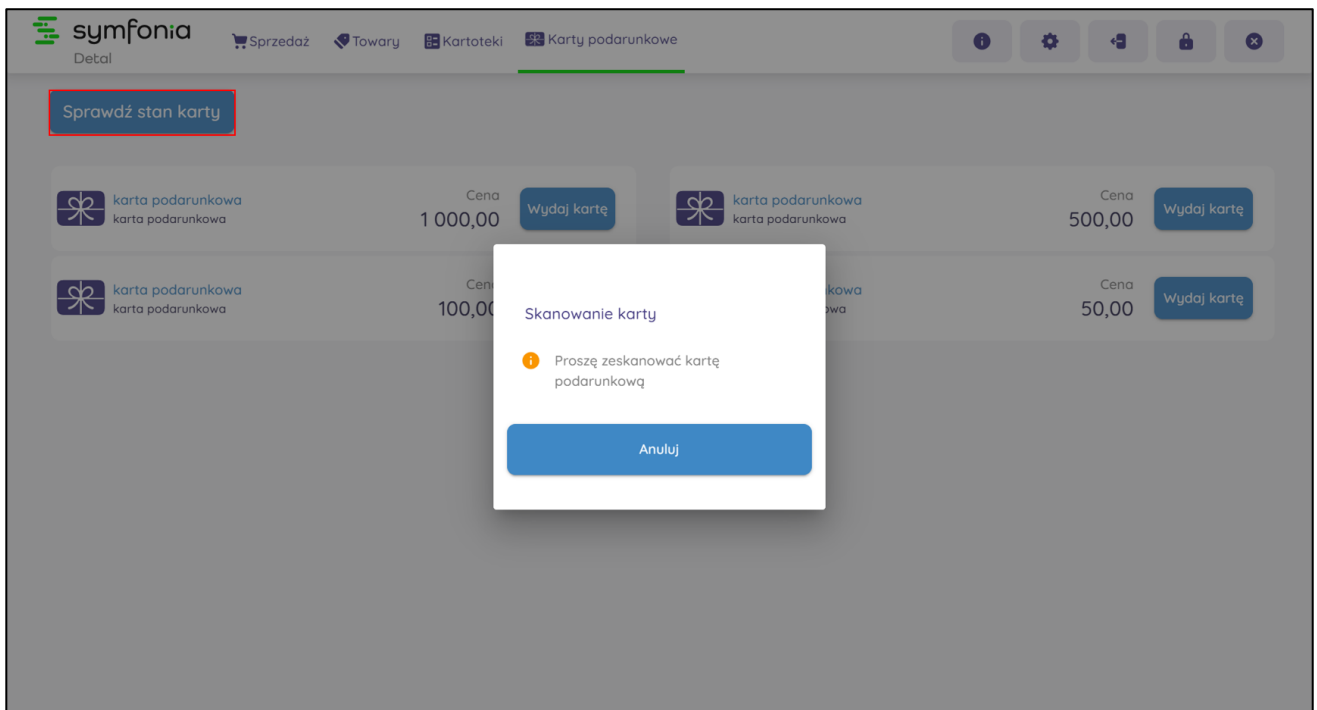 symfonia
Detal
Sprzedaż Towary Kartoteki Karty podarunkowe
Sprawdź stan karty
karta podarunkowa
karta podarunkowa
Cena
1 000,00
Wydaj kartę
karta podarunkowa
karta podarunkowa
Cena
500,00
Wydaj kartę
karta podarunkowa
karta podarunkowa
Cena
50,00
Wydaj kartę
100,00
Skanowanie karty
Proszę zeskanować kartę
podarunkową
Anuluj